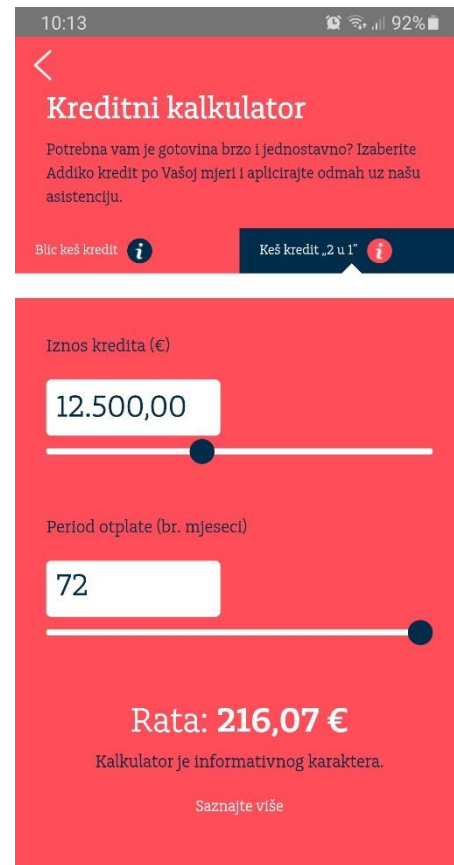 10:13 92%
Kreditni kalkulator
Potrebna vam je gotovina brzo i jednostavno? Izaberite
Addiko kredit po Vašoj mjeri i aplicirajte odmah uz našu
asistenciju.
Blic keš kredit i Keš kredit „2 u 1” i
Iznos kredita (€)
12.500,00
Period otplate (br. mjeseci)
72
Rata: 216,07 €
Kalkulator je informativnog karaktera.
Saznajte više